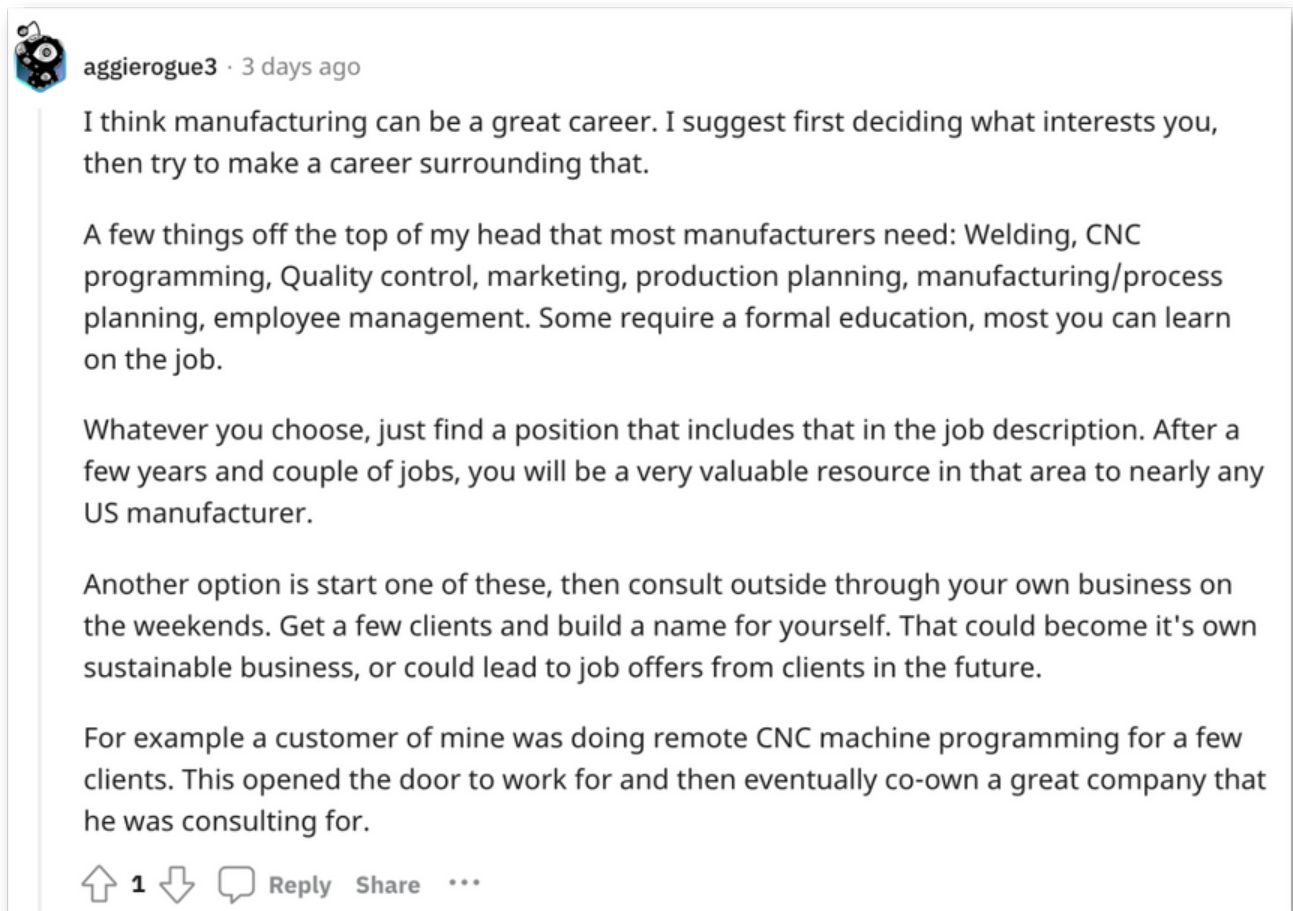 aggierogue3 · 3 days ago
I think manufacturing can be a great career. I suggest first deciding what interests you,
then try to make a career surrounding that.
A few things off the top of my head that most manufacturers need: Welding, CNC
programming, Quality control, marketing, production planning, manufacturing/process
planning, employee management. Some require a formal education, most you can learn
on the job.
Whatever you choose, just find a position that includes that in the job description. After a
few years and couple of jobs, you will be a very valuable resource in that area to nearly any
US manufacturer.
Another option is start one of these, then consult outside through your own business on
the weekends. Get a few clients and build a name for yourself. That could become it's own
sustainable business, or could lead to job offers from clients in the future.
For example a customer of mine was doing remote CNC machine programming for a few
clients. This opened the door to work for and then eventually co-own a great company that
he was consulting for.
1 Reply Share ···